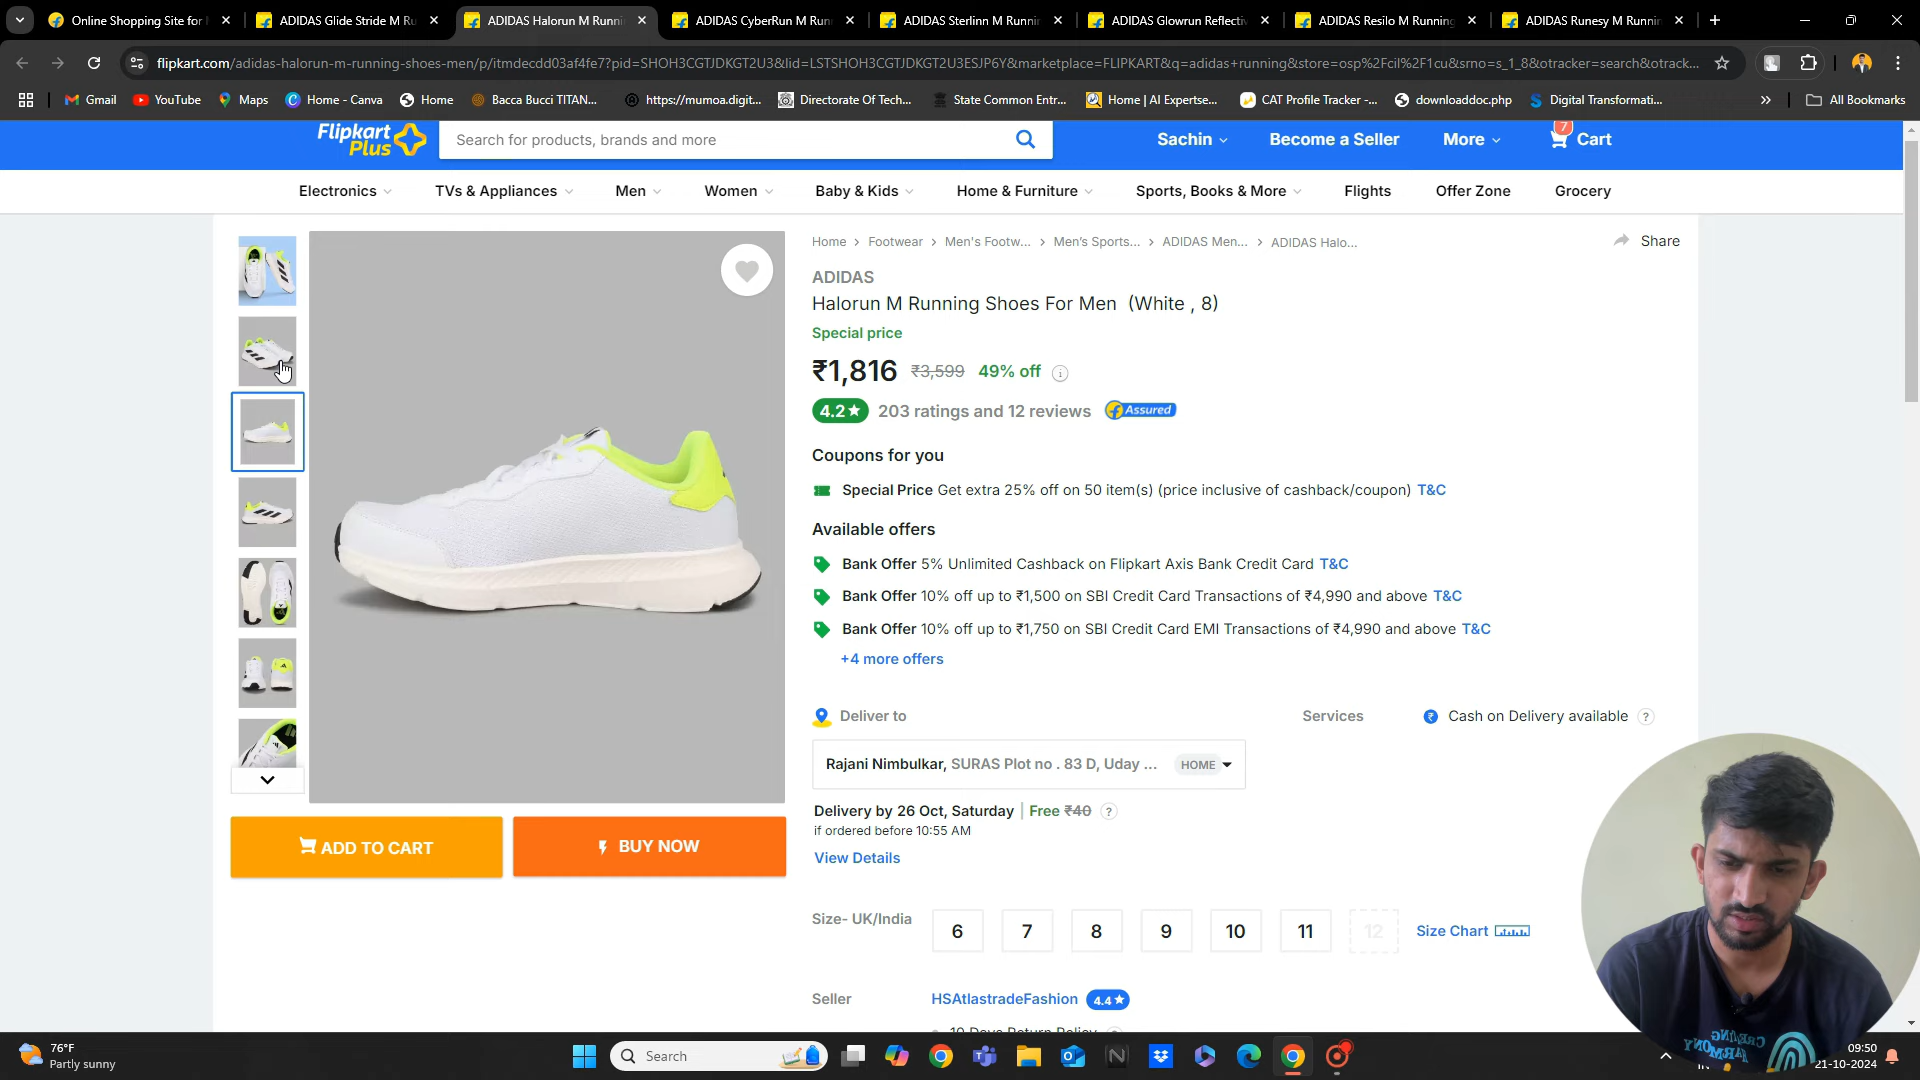 Online Shopping Site for
ADIDAS Glide Stride M Ru
ADIDAS Halorun M Runni
ADIDAS CyberRun M Run
ADIDAS Sterlinn M Runnin
ADIDAS Glowrun Reflectiv
ADIDAS Resilo M Running
ADIDAS Runesy M Runnin
flipkart.com/adidas-halorun-m-running-shoes-men/p/itmdecdd03af4fe7?pid=SHOH3CGTJDKGT2U3&lid=LSTSHOH3CGTJDKGT2U3ESJP6Y&marketplace=FLIPKART&q=adidas+running&store=osp%2Fcil%2F1cu&srno=s_1_8&otracker=search&otrack...
Gmail
YouTube
Maps
Home - Canva
Home
Bacca Bucci TITAN...
https://mumoa.digit...
Directorate Of Tech...
State Common Entr...
Home | AI Expertse...
CAT Profile Tracker -...
downloaddoc.php
Digital Transformati...
All Bookmarks
Flipkart
Plus
Search for products, brands and more
Sachin
Become a Seller
More
7
Cart
Electronics
TVs & Appliances
Men
Women
Baby & Kids
Home & Furniture
Sports, Books & More
Flights
Offer Zone
Grocery
Home > Footwear > Men's Footw... > Men's Sports... > ADIDAS Men... > ADIDAS Halo...
Share
ADIDAS
Halorun M Running Shoes For Men (White , 8)
Special price
₹1,816 ₹3,599 49% off
4.2★ 203 ratings and 12 reviews Assured
Coupons for you
Special Price Get extra 25% off on 50 item(s) (price inclusive of cashback/coupon) T&C
Available offers
Bank Offer 5% Unlimited Cashback on Flipkart Axis Bank Credit Card T&C
Bank Offer 10% off up to ₹1,500 on SBI Credit Card Transactions of ₹4,990 and above T&C
Bank Offer 10% off up to ₹1,750 on SBI Credit Card EMI Transactions of ₹4,990 and above T&C
+4 more offers
Deliver to
Services
₹ Cash on Delivery available ?
Rajani Nimbulkar, SURAS Plot no . 83 D, Uday ... HOME
Delivery by 26 Oct, Saturday | Free ₹40 ?
if ordered before 10:55 AM
View Details
ADD TO CART
BUY NOW
Size- UK/India
6
7
8
9
10
11
12
Size Chart
Seller
HSAtlastradeFashion 4.4★
10 Days Return Policy
76°F
Partly sunny
Search
09:50
21-10-2024